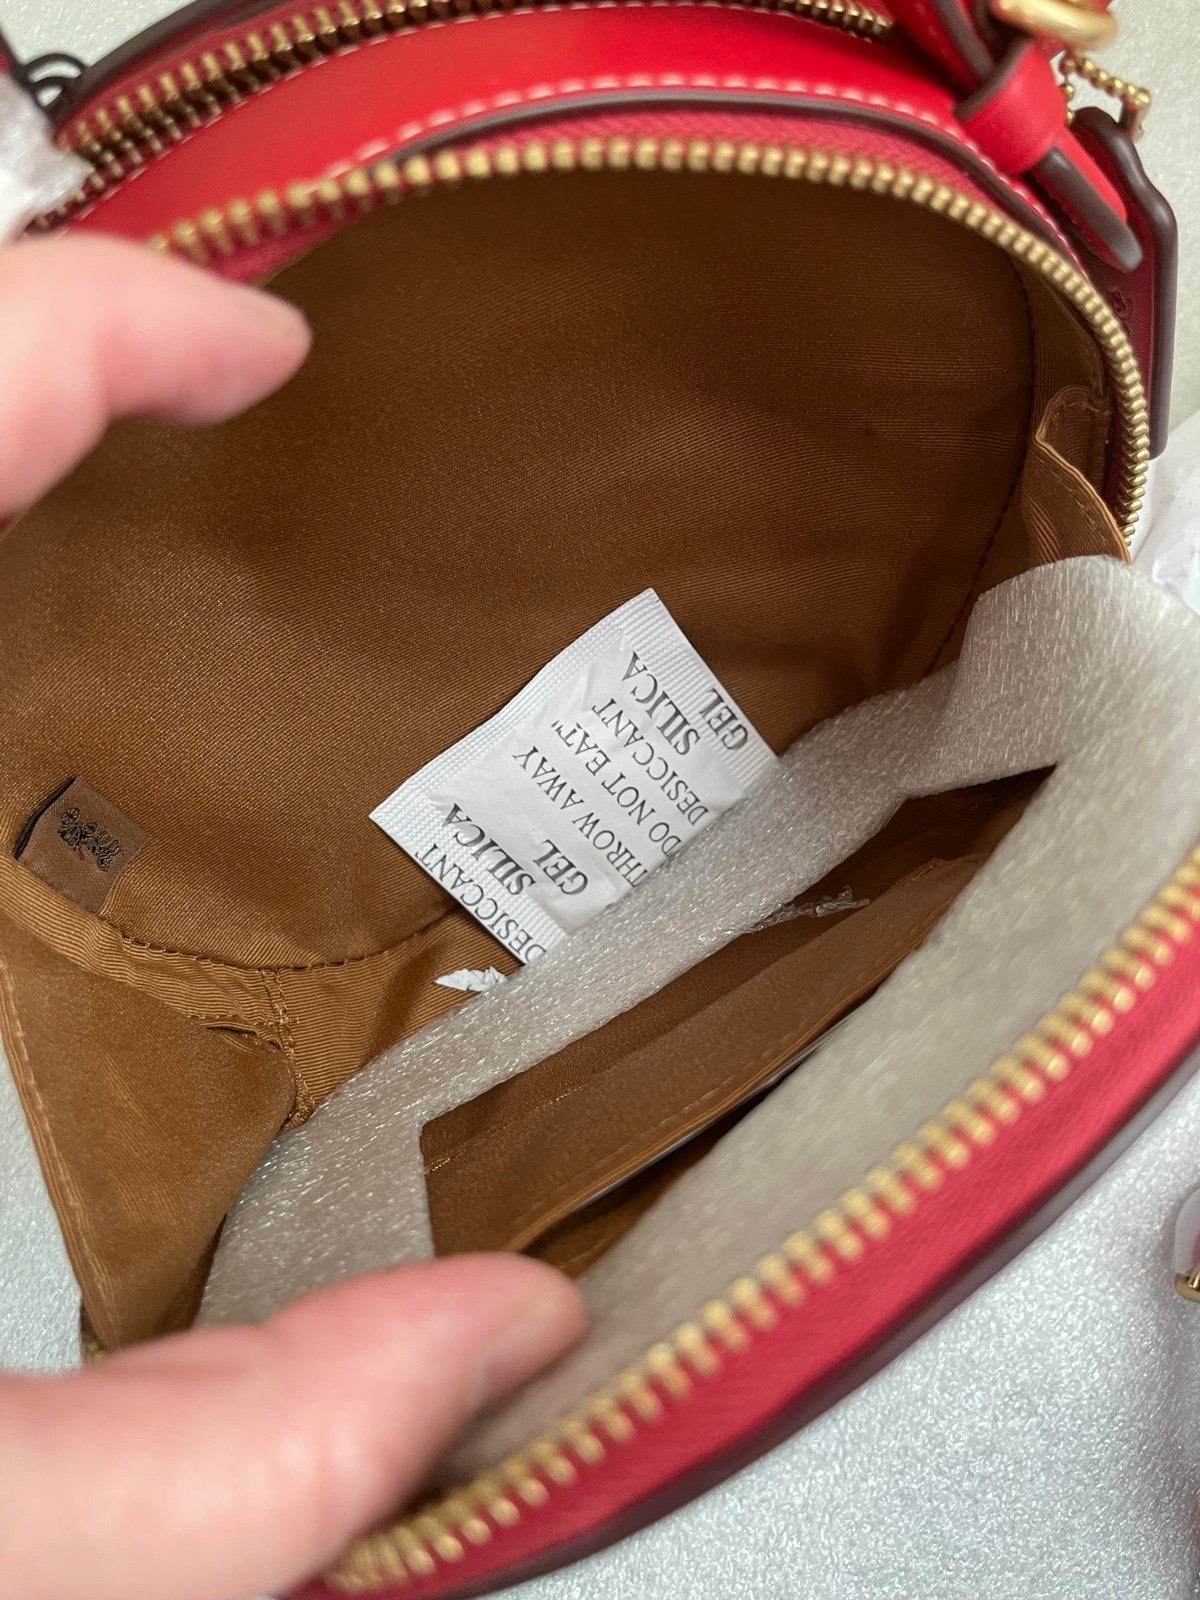 DESICCANT
SILICA
GEL
THROW AWAY
"DO NOT EAT"
DESICCANT
SILICA
GEL